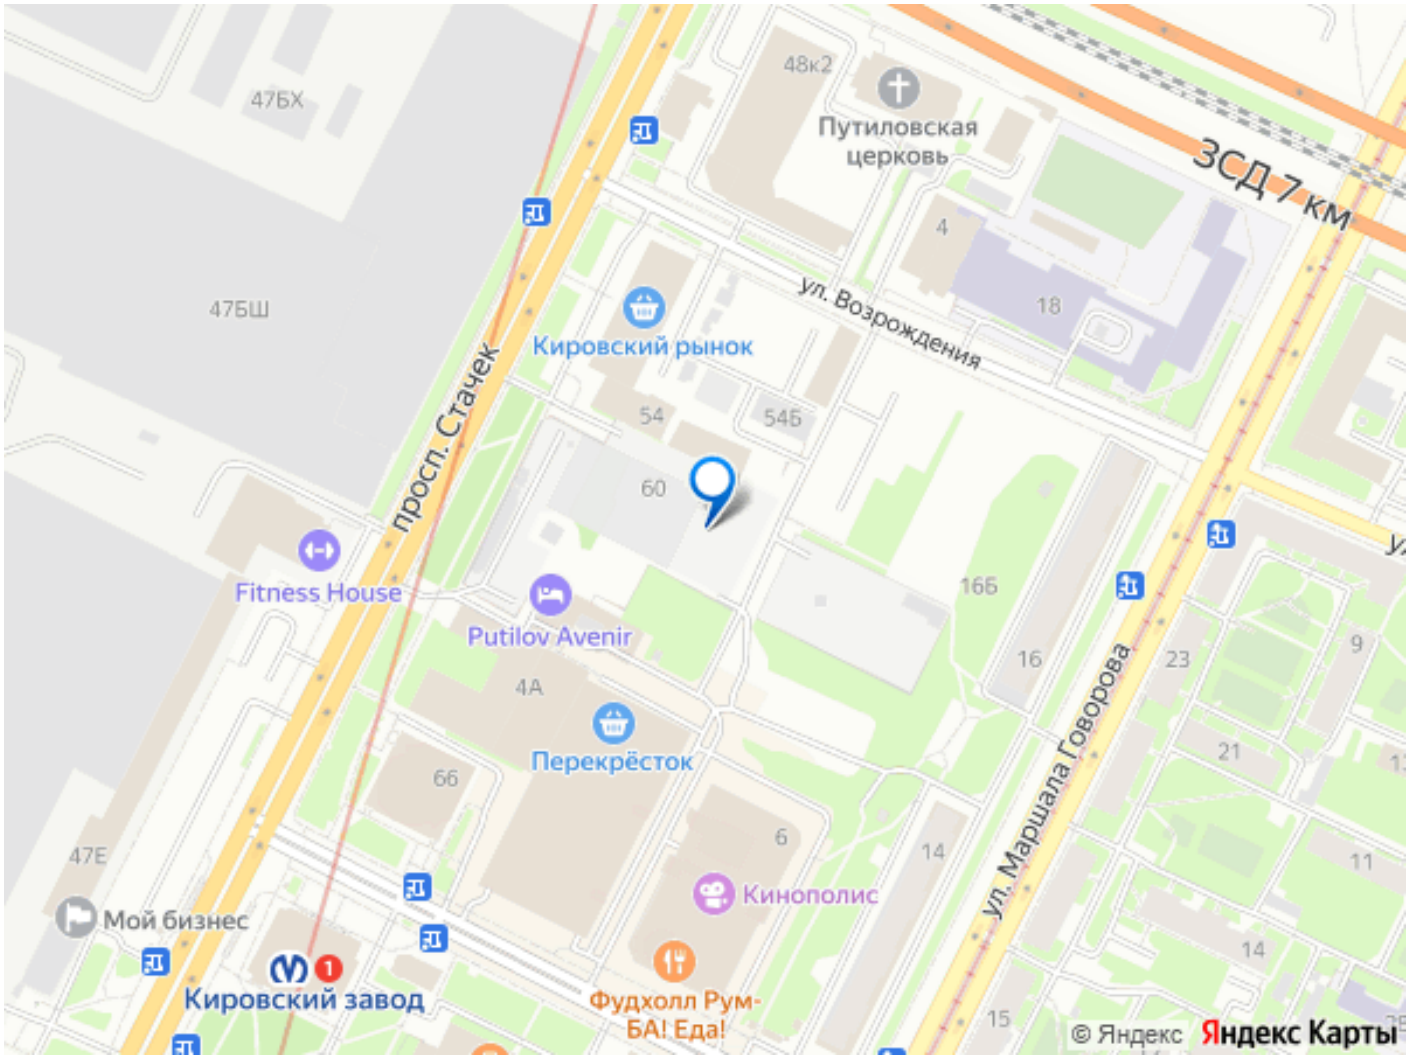 48к2
47БХ
Путиловская
церковь
ЗСД 7 км
4
47БШ
18
ул. Возрождения
Кировский рынок
просп. Стачек
54
54Б
60
Fitness House
Putilov Avenir
16Б
16
9
23
4А
21
Перекрёсток
ул. Маршала Говорова
66
6
14
11
47Е
Кинополис
Мой бизнес
14
1
Кировский завод
Фудхолл Рум-
БА! Еда!
15
© Яндекс Яндекс Карты